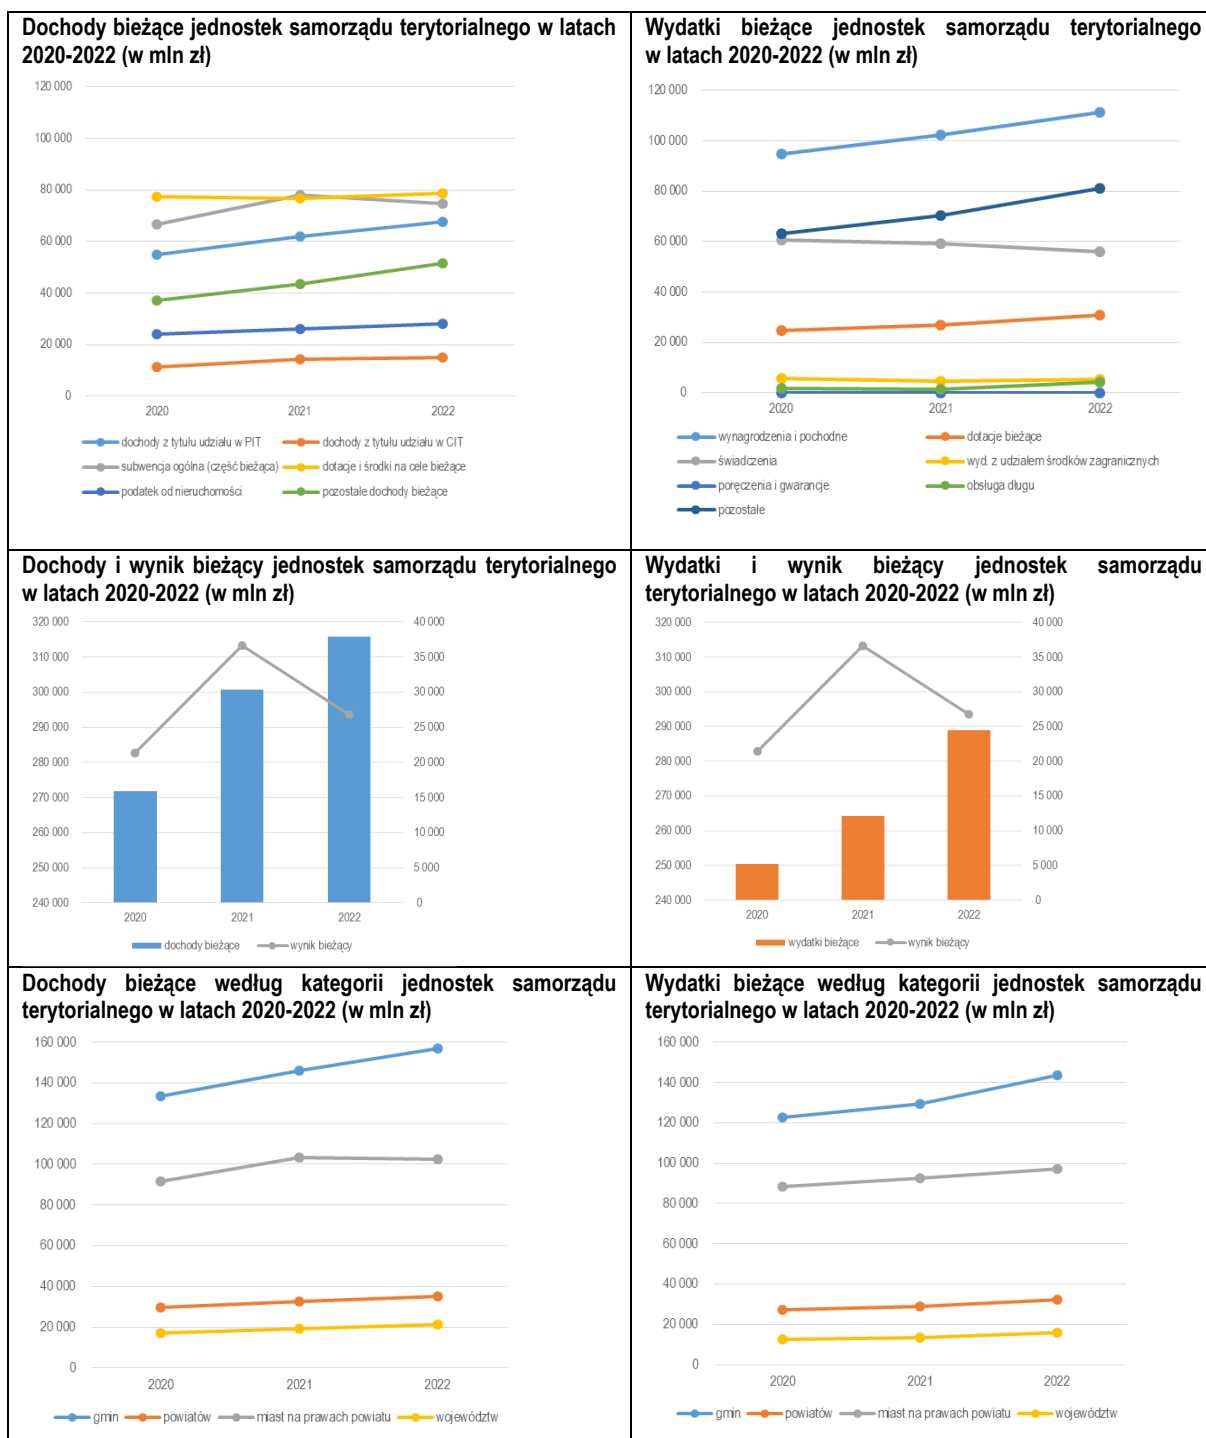 Dochody bieżące jednostek samorządu terytorialnego w latach
2020-2022 (w mln zł)
120 000
100 000
80 000
60 000
40 000
20 000
0
2020 2021 2022
dochody z tytułu udziału w PIT dochody z tytułu udziału w CIT
subwencja ogólna (część bieżąca) dotacje i środki na cele bieżące
podatek od nieruchomości pozostałe dochody bieżące
Wydatki bieżące jednostek samorządu terytorialnego
w latach 2020-2022 (w mln zł)
120 000
100 000
80 000
60 000
40 000
20 000
0
2020 2021 2022
wynagrodzenia i pochodne dotacje bieżące
świadczenia wyd. z udziałem środków zagranicznych
poręczenia i gwarancje obsługa długu
pozostałe
Dochody i wynik bieżący jednostek samorządu terytorialnego
w latach 2020-2022 (w mln zł)
320 000 40 000
310 000 35 000
300 000 30 000
290 000 25 000
280 000 20 000
270 000 15 000
260 000 10 000
250 000 5 000
240 000 0
2020 2021 2022
dochody bieżące wynik bieżący
Wydatki i wynik bieżący jednostek samorządu
terytorialnego w latach 2020-2022 (w mln zł)
320 000 40 000
310 000 35 000
300 000 30 000
290 000 25 000
280 000 20 000
270 000 15 000
260 000 10 000
250 000 5 000
240 000 0
2020 2021 2022
wydatki bieżące wynik bieżący
Dochody bieżące według kategorii jednostek samorządu
terytorialnego w latach 2020-2022 (w mln zł)
160 000
140 000
120 000
100 000
80 000
60 000
40 000
20 000
0
2020 2021 2022
gmin powiatów miast na prawach powiatu województw
Wydatki bieżące według kategorii jednostek samorządu
terytorialnego w latach 2020-2022 (w mln zł)
160 000
140 000
120 000
100 000
80 000
60 000
40 000
20 000
0
2020 2021 2022
gmin powiatów miast na prawach powiatu województw